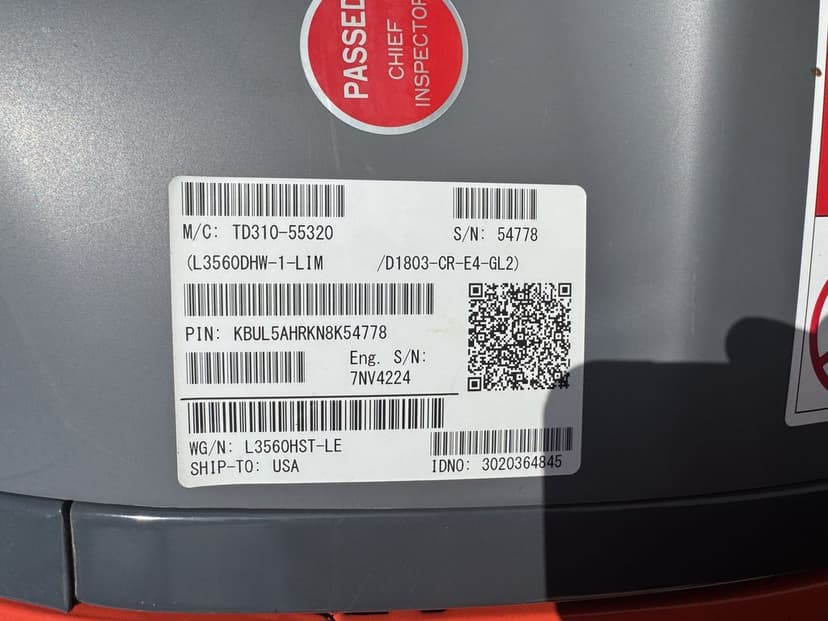 PASSED
CHIEF
INSPECTOR
M/C: TD310-55320
S/N: 54778
(L3560DHW-1-LIM /D1803-CR-E4-GL2)
PIN: KBUL5AHRKN8K54778
Eng. S/N:
7NV4224
WG/N: L3560HST-LE
SHIP-TO: USA
IDNO: 3020364845